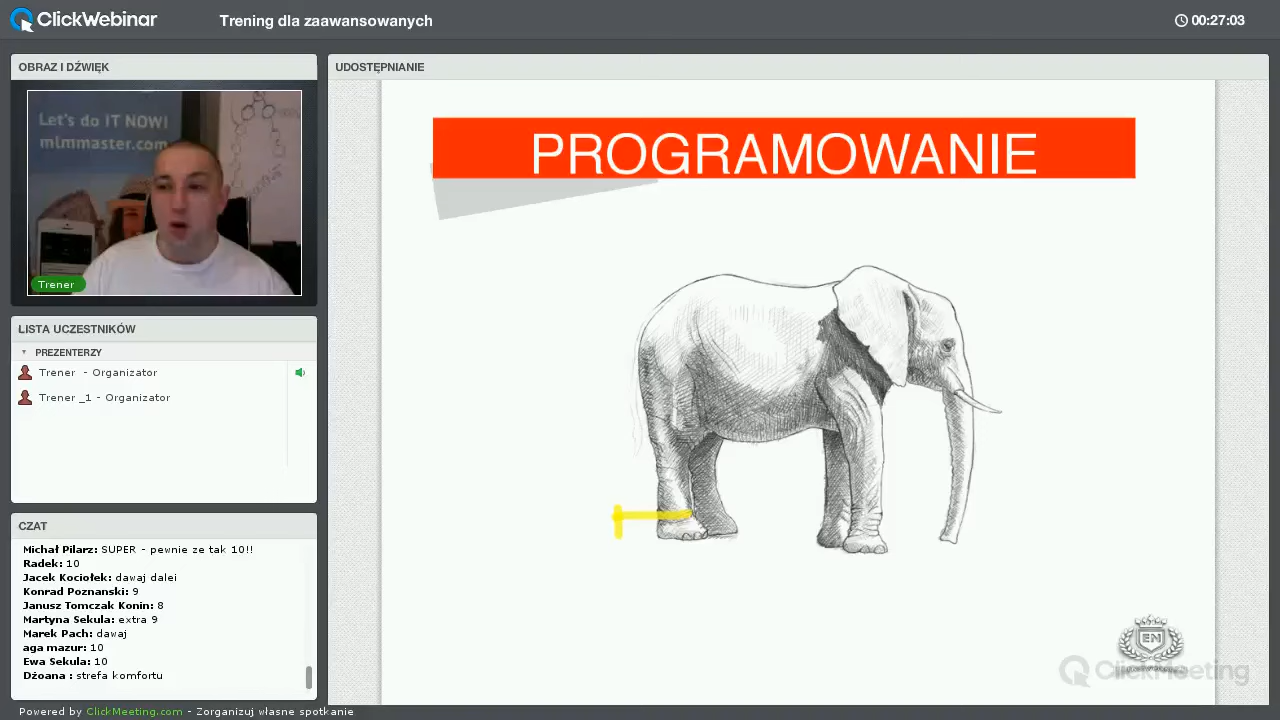 ClickWebinar
Trening dla zaawansowanych
00:27:03
OBRAZ I DŹWIĘK
Let's do IT NOW!
mlmmaster.com
Trener
LISTA UCZESTNIKÓW
PREZENTERZY
Trener - Organizator
Trener _1 - Organizator
CZAT
Michał Pilarz: SUPER - pewnie ze tak 10!!
Radek: 10
Jacek Kociołek: dawaj dalei
Konrad Poznanski: 9
Janusz Tomczak Konin: 8
Martyna Sekula: extra 9
Marek Pach: dawaj
aga mazur: 10
Ewa Sekula: 10
Dżoana : strefa komfortu
Powered by ClickMeeting.com - Zorganizuj własne spotkanie
UDOSTĘPNIANIE
PROGRAMOWANIE
EN
ClickMeeting